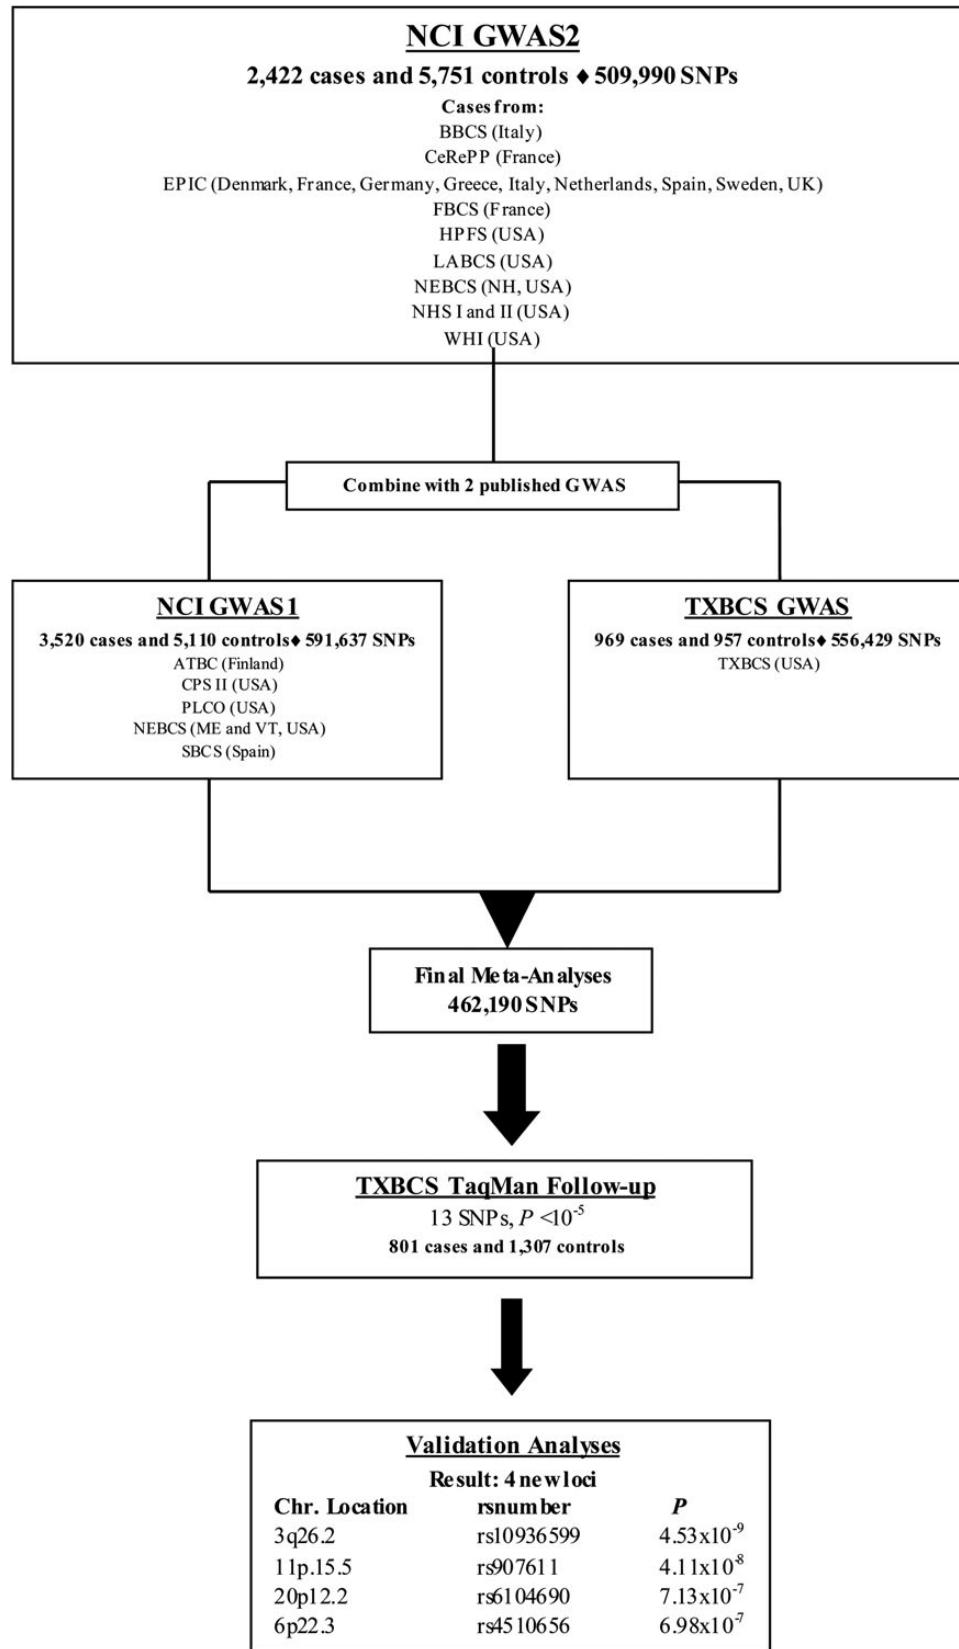 NCI GWAS2
2,422 cases and 5,751 controls ♦ 509,990 SNPs
Cases from:
BBCS (Italy)
CeRePP (France)
EPIC (Denmark, France, Germany, Greece, Italy, Netherlands, Spain, Sweden, UK)
FBCS (France)
HPFS (USA)
LABCS (USA)
NEBCS (NH, USA)
NHS I and II (USA)
WHI (USA)
Combine with 2 published GWAS
NCI GWAS1
3,520 cases and 5,110 controls♦ 591,637 SNPs
ATBC (Finland)
CPS II (USA)
PLCO (USA)
NEBCS (ME and VT, USA)
SBCS (Spain)
TXBCS GWAS
969 cases and 957 controls♦ 556,429 SNPs
TXBCS (USA)
Final Meta-Analyses
462,190 SNPs
TXBCS TaqMan Follow-up
13 SNPs, P <10⁻⁵
801 cases and 1,307 controls
Validation Analyses
Result: 4 new loci
Chr. Location rsnumber P
3q26.2 rs10936599 4.53x10⁻⁹
11p.15.5 rs907611 4.11x10⁻⁸
20p12.2 rs6104690 7.13x10⁻⁷
6p22.3 rs4510656 6.98x10⁻⁷